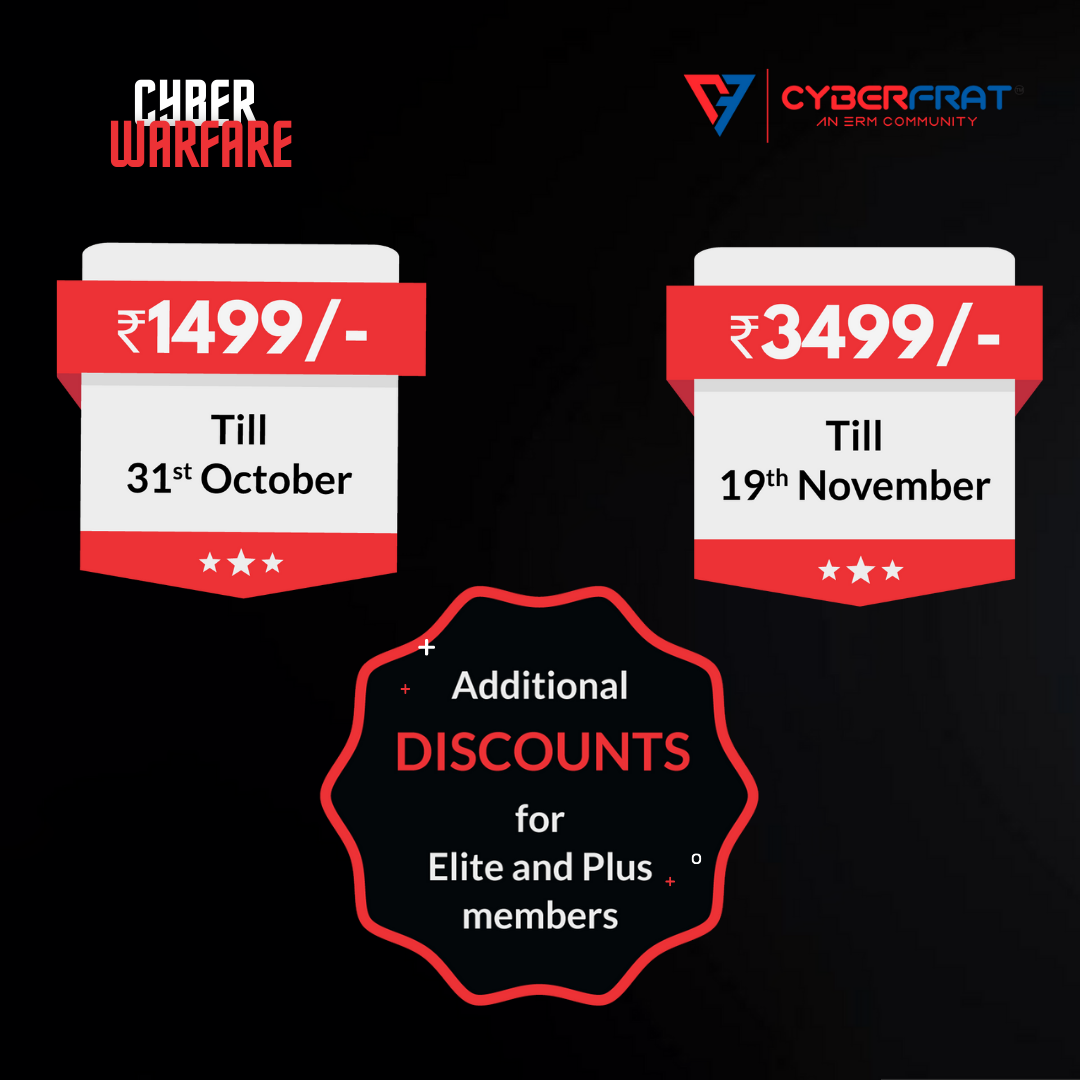 CYBER
WARFARE
CYBERFRAT
AN ERM COMMUNITY
₹1499/-
Till
31st October
₹3499/-
Till
19th November
Additional
DISCOUNTS
for
Elite and Plus
members